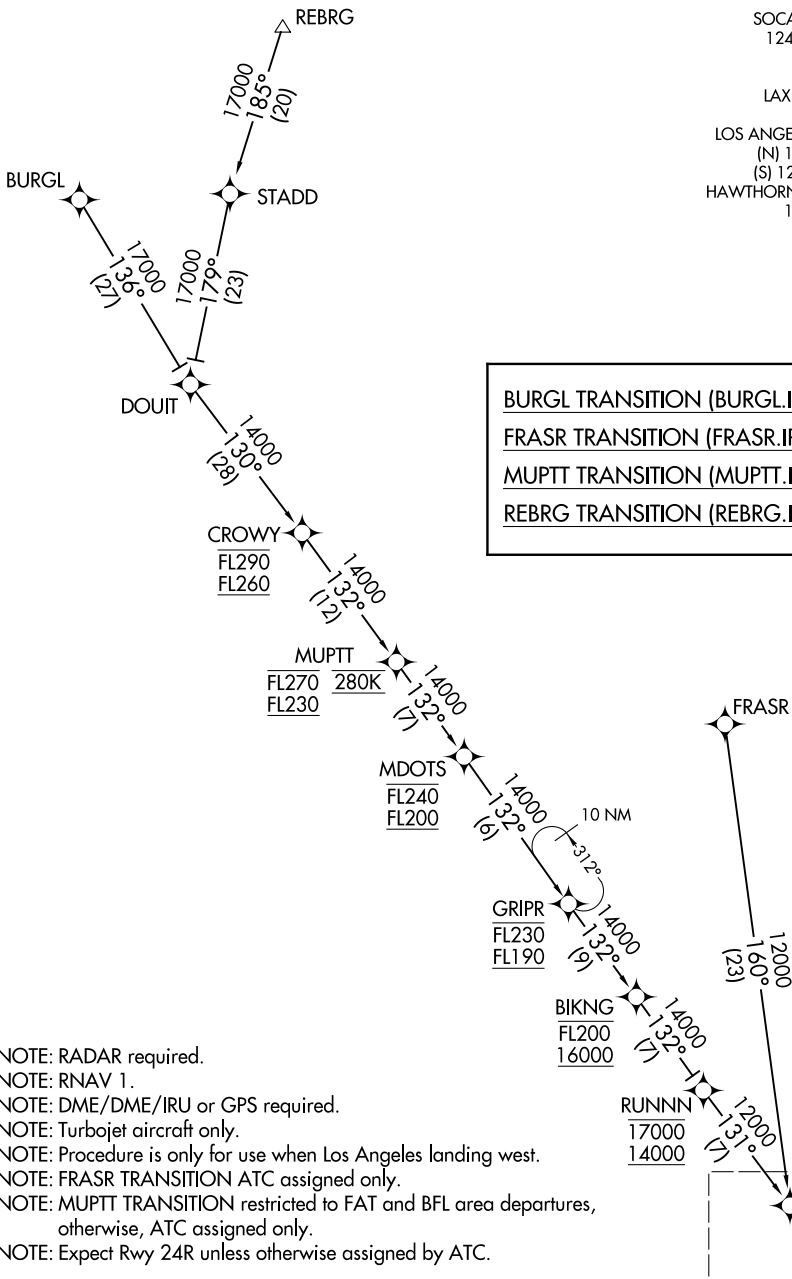 REBRG
17000
185°
(20)
SOCA
124
LAX
LOS ANGE
(N) 1
(S) 12
HAWTHORN
1
BURGL
STADD
17000
136°
(27)
17000
179°
(23)
DOUIT
BURGL TRANSITION (BURGL.I
FRASR TRANSITION (FRASR.IR
MUPTT TRANSITION (MUPTT.I
REBRG TRANSITION (REBRG.I
14000
130°
(28)
CROWY
FL290
FL260
14000
132°
(12)
MUPTT
FL270 280K
FL230
14000
132°
(7)
FRASR
MDOTS
FL240
FL200
14000
132°
(6)
10 NM
312°
GRIPR
FL230
FL190
14000
132°
(9)
12000
160°
(23)
BIKNG
FL200
16000
14000
132°
(7)
RUNNN
17000
14000
12000
131°
(7)
NOTE: RADAR required.
NOTE: RNAV 1.
NOTE: DME/DME/IRU or GPS required.
NOTE: Turbojet aircraft only.
NOTE: Procedure is only for use when Los Angeles landing west.
NOTE: FRASR TRANSITION ATC assigned only.
NOTE: MUPTT TRANSITION restricted to FAT and BFL area departures,
otherwise, ATC assigned only.
NOTE: Expect Rwy 24R unless otherwise assigned by ATC.